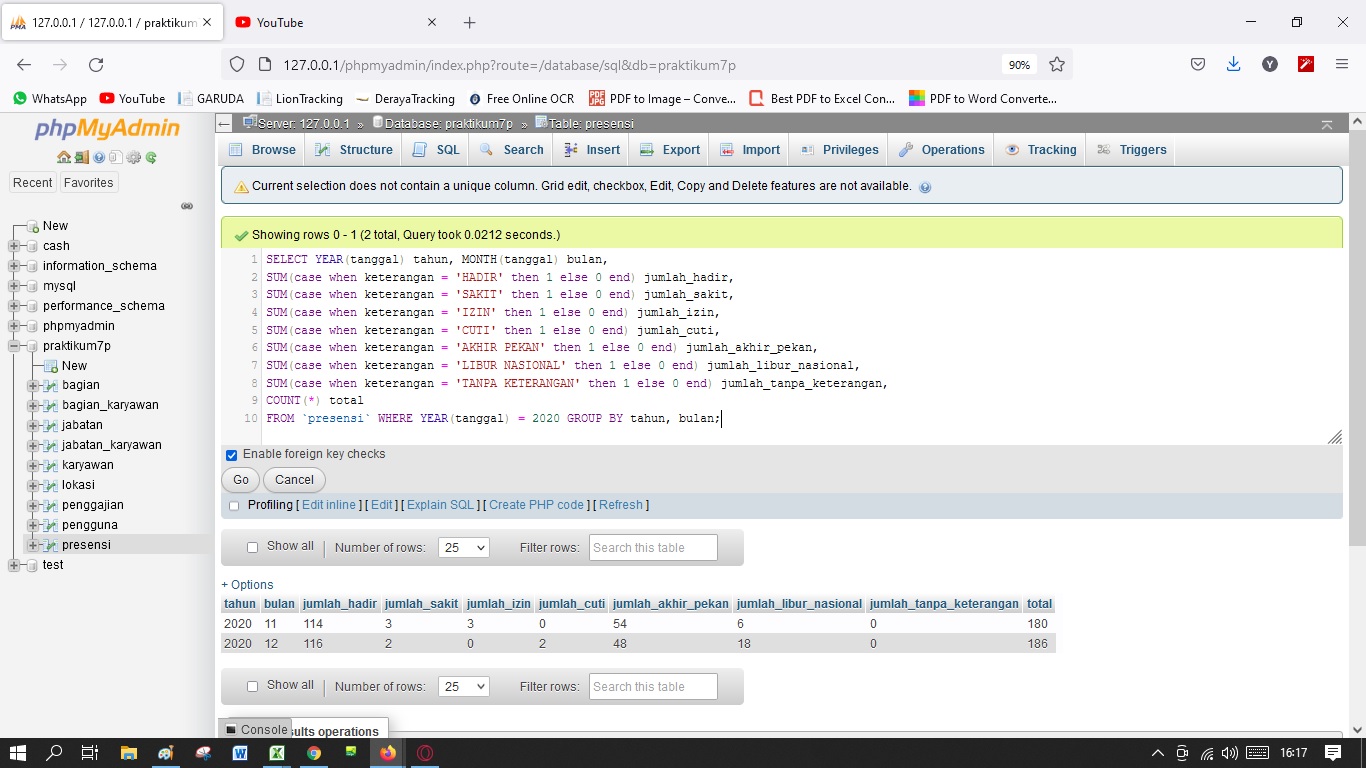 127.0.0.1 / 127.0.0.1 / praktikum
YouTube
127.0.0.1/phpmyadmin/index.php?route=/database/sql&db=praktikum7p
90%
Y
WhatsApp YouTube GARUDA LionTracking DerayaTracking Free Online OCR PDF to Image – Conve... Best PDF to Excel Con... PDF to Word Converte...
phpMyAdmin
Recent Favorites
New
cash
information_schema
mysql
performance_schema
phpmyadmin
praktikum7p
New
bagian
bagian_karyawan
jabatan
jabatan_karyawan
karyawan
lokasi
penggajian
pengguna
presensi
test
Server: 127.0.0.1 » Database: praktikum7p » Table: presensi
Browse Structure SQL Search Insert Export Import Privileges Operations Tracking Triggers
Current selection does not contain a unique column. Grid edit, checkbox, Edit, Copy and Delete features are not available.
Showing rows 0 - 1 (2 total, Query took 0.0212 seconds.)
1 SELECT YEAR(tanggal) tahun, MONTH(tanggal) bulan,
2 SUM(case when keterangan = 'HADIR' then 1 else 0 end) jumlah_hadir,
3 SUM(case when keterangan = 'SAKIT' then 1 else 0 end) jumlah_sakit,
4 SUM(case when keterangan = 'IZIN' then 1 else 0 end) jumlah_izin,
5 SUM(case when keterangan = 'CUTI' then 1 else 0 end) jumlah_cuti,
6 SUM(case when keterangan = 'AKHIR PEKAN' then 1 else 0 end) jumlah_akhir_pekan,
7 SUM(case when keterangan = 'LIBUR NASIONAL' then 1 else 0 end) jumlah_libur_nasional,
8 SUM(case when keterangan = 'TANPA KETERANGAN' then 1 else 0 end) jumlah_tanpa_keterangan,
9 COUNT(*) total
10 FROM `presensi` WHERE YEAR(tanggal) = 2020 GROUP BY tahun, bulan;
Enable foreign key checks
Go Cancel
Profiling [ Edit inline ] [ Edit ] [ Explain SQL ] [ Create PHP code ] [ Refresh ]
Show all | Number of rows: 25 Filter rows: Search this table
+ Options
tahun bulan jumlah_hadir jumlah_sakit jumlah_izin jumlah_cuti jumlah_akhir_pekan jumlah_libur_nasional jumlah_tanpa_keterangan total
2020 11 114 3 3 0 54 6 0 180
2020 12 116 2 0 2 48 18 0 186
Show all | Number of rows: 25 Filter rows: Search this table
Console
sults operations
16:17